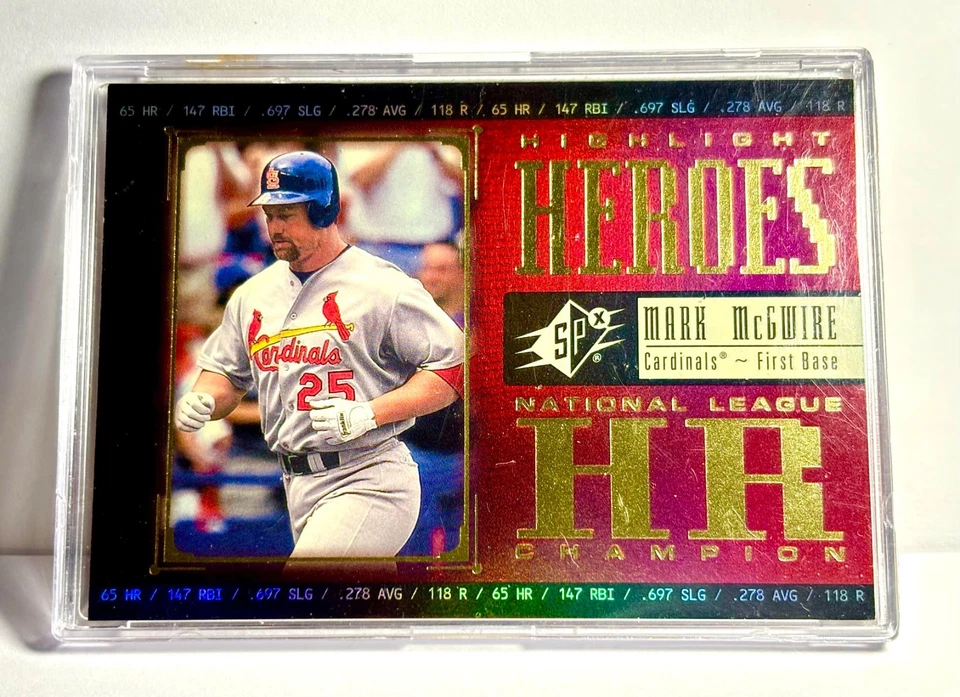 65 HR / 147 RBI / .697 SLG / .278 AVG / 118 R / 65 HR / 147 RBI / .697 SLG / .278 AVG / 118 R
HIGHLIGHT
HEROES
SPx®
MARK McGWIRE
Cardinals® ~ First Base
Cardinals
25
NATIONAL LEAGUE
HR
CHAMPION
65 HR / 147 RBI / .697 SLG / .278 AVG / 118 R / 65 HR / 147 RBI / .697 SLG / .278 AVG / 118 R